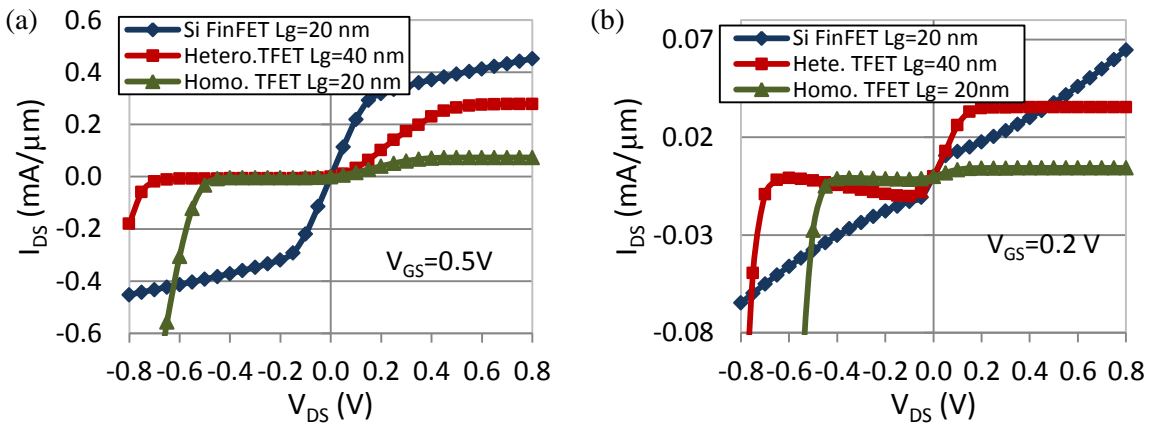 (a)
0.6
0.4
0.2
0.0
-0.2
-0.4
-0.6
I_DS (mA/μm)
Si FinFET Lg=20 nm
Hetero.TFET Lg=40 nm
Homo. TFET Lg=20 nm
V_GS=0.5V
-0.8 -0.6 -0.4 -0.2 0.0 0.2 0.4 0.6 0.8
V_DS (V)
(b)
0.07
0.02
-0.03
-0.08
I_DS (mA/μm)
Si FinFET Lg=20 nm
Hete. TFET Lg=40 nm
Homo. TFET Lg= 20nm
V_GS=0.2 V
-0.8 -0.6 -0.4 -0.2 0.0 0.2 0.4 0.6 0.8
V_DS (V)